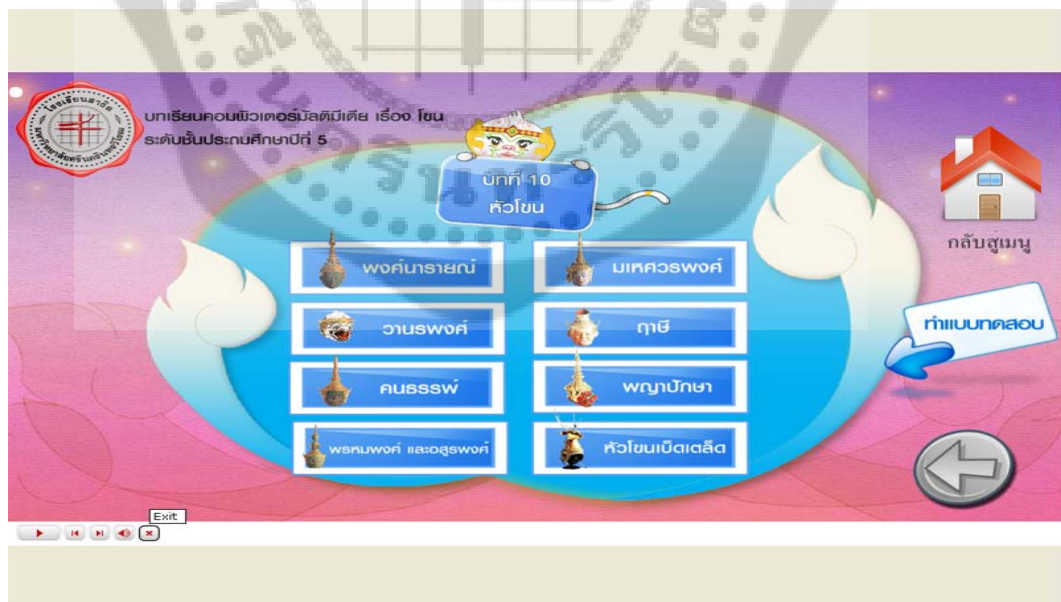 บทเรียนคอมพิวเตอร์มัลติมีเดีย เรื่อง โขน
ระดับชั้นประถมศึกษาปีที่ 5
บทที่ 10
หัวโขน
กลับสู่เมนู
พงศ์นารายณ์
มเหศวรพงศ์
วานรพงศ์
ฤาษี
ทำแบบทดสอบ
คนธรรพ์
พญาปักษา
พรหมพงศ์ และอสูรพงศ์
หัวโขนเบ็ดเตล็ด
Exit